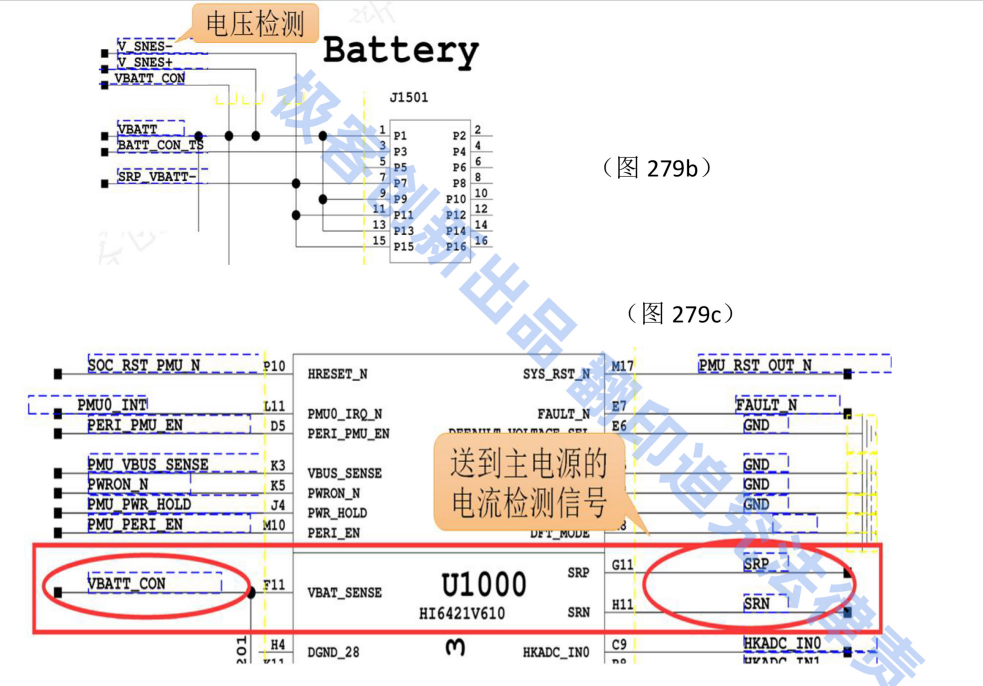 电压检测
V_SNES-
V_SNES+
VBATT_CON
Battery
J1501
VBATT
BATT_CON_TS
SRP_VBATT-
1 P1 P2 2
3 P3 P4 4
5 P5 P6 6
7 P7 P8 8
9 P9 P10 10
11 P11 P12 12
13 P13 P14 14
15 P15 P16 16
（图 279b）
（图 279c）
极客创新出品 翻印追究法律责
SOC_RST_PMU_N P10 HRESET_N SYS_RST_N M17 PMU_RST_OUT_N
PMU0_INT L11 PMU0_IRQ_N FAULT_N E7 FAULT_N
PERI_PMU_EN D5 PERI_PMU_EN DEFAULT_VOLTAGE_SEL E6 GND
送到主电源的
电流检测信号
PMU_VBUS_SENSE K3 VBUS_SENSE GND
PWRON_N K5 PWRON_N GND
PMU_PWR_HOLD J4 PWR_HOLD GND
PMU_PERI_EN M10 PERI_EN DFT_MODE
VBATT_CON F11 VBAT_SENSE U1000 SRP G11 SRP
HI6421V610 SRN H11 SRN
201 H4 DGND_28 3 HKADC_IN0 C9 HKADC_IN0
K11 B8 HKADC_IN1